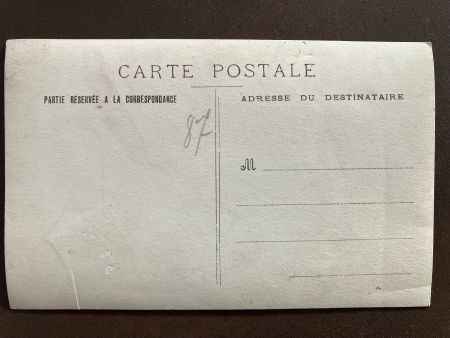 CARTE POSTALE
PARTIE RÉSERVÉE A LA CORRESPONDANCE
ADRESSE DU DESTINATAIRE
87
M